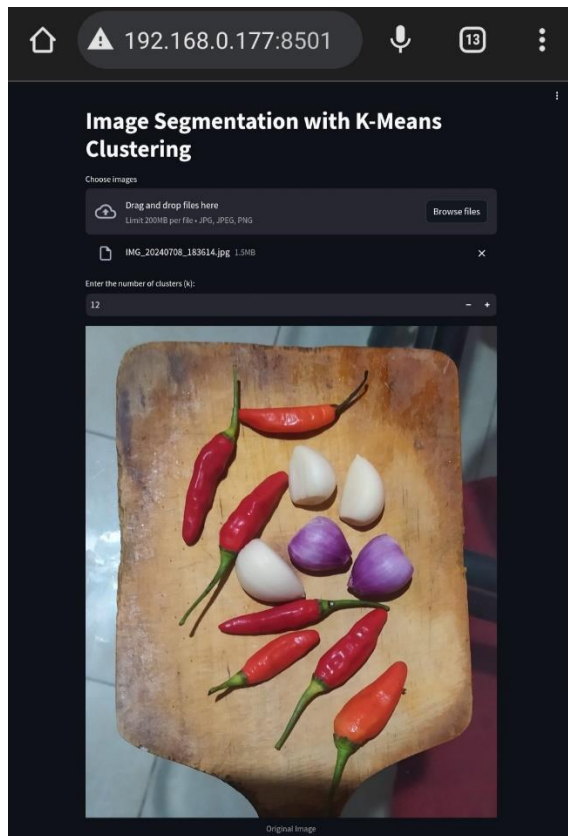 192.168.0.177:8501
13
Image Segmentation with K-Means
Clustering
Choose images
Drag and drop files here
Limit 200MB per file • JPG, JPEG, PNG
Browse files
IMG_20240708_183614.jpg 1.5MB
Enter the number of clusters (k):
12
Original Image